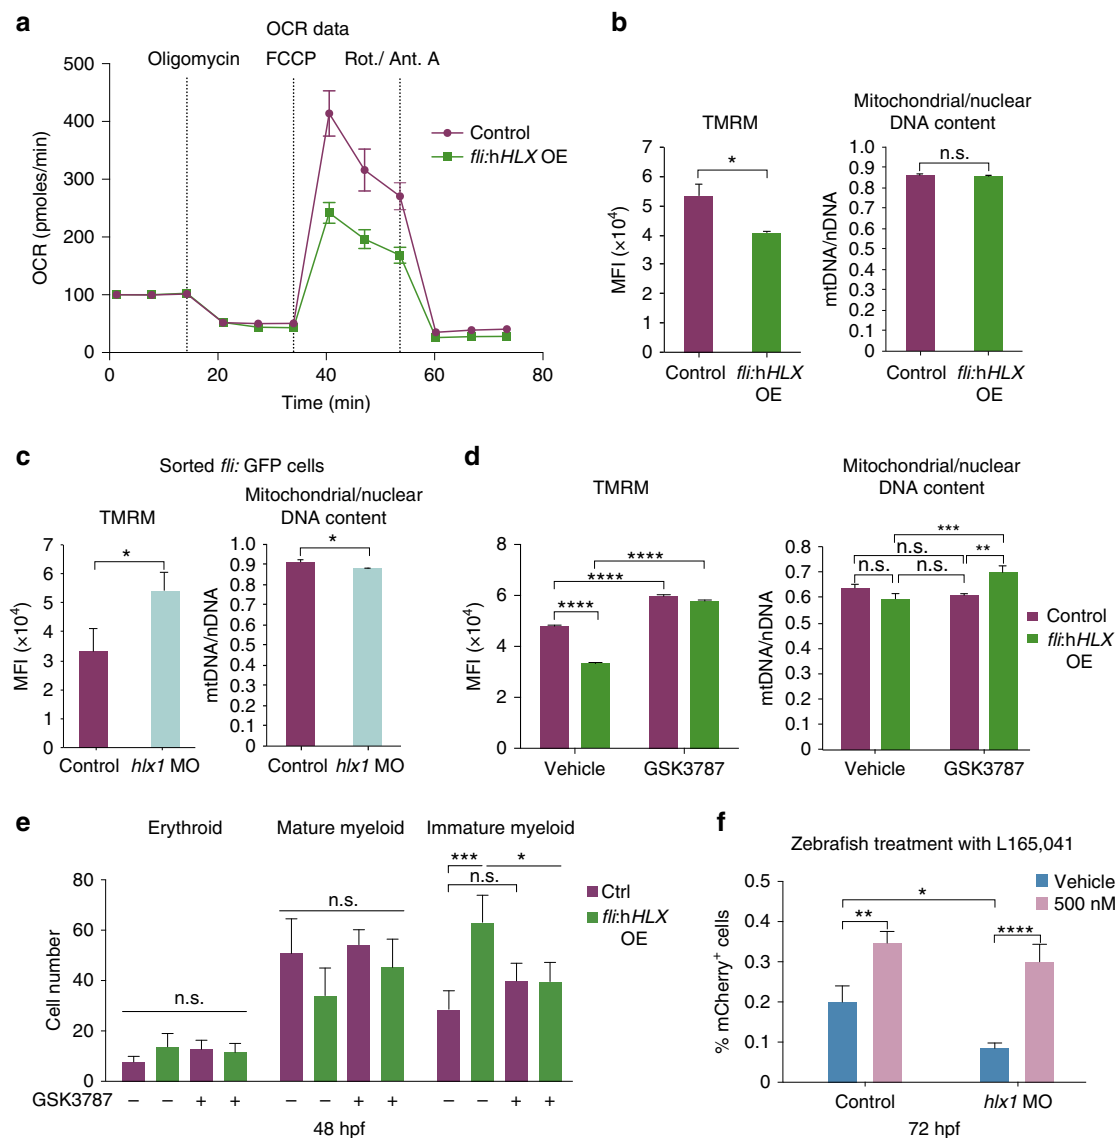 a
OCR data
Oligomycin FCCP Rot./ Ant. A
500
400
300
200
100
0
OCR (pmoles/min)
0 20 40 60 80
Time (min)
Control
fli:hHLX OE
b
TMRM
7
6
5
4
3
2
1
0
MFI (×10⁴)
*
Control fli:hHLX
OE
Mitochondrial/nuclear
DNA content
1.0
0.9
0.8
0.7
0.6
0.5
0.4
0.3
0.2
0.1
0
mtDNA/nDNA
n.s.
Control fli:hHLX
OE
c
Sorted fli: GFP cells
TMRM
7
6
5
4
3
2
1
0
MFI (×10⁴)
*
Control hlx1 MO
Mitochondrial/nuclear
DNA content
1.0
0.9
0.8
0.7
0.6
0.5
0.4
0.3
0.2
0.1
0
mtDNA/nDNA
*
Control hlx1 MO
d
TMRM
8
6
4
2
0
MFI (×10⁴)
****
****
****
Vehicle GSK3787
Mitochondrial/nuclear
DNA content
0.8
0.7
0.6
0.5
0.4
0.3
0.2
0.1
0
mtDNA/nDNA
***
n.s. **
n.s. n.s.
Vehicle GSK3787
Control
fli:hHLX
OE
e
Erythroid Mature myeloid Immature myeloid
80
60
40
20
0
Cell number
n.s.
n.s.
*** *
n.s.
Ctrl
fli:hHLX
OE
GSK3787 − − + + − − + + − − + +
48 hpf
f
Zebrafish treatment with L165,041
0.5
0.4
0.3
0.2
0.1
0
% mCherry⁺ cells
Vehicle
500 nM
*
** ****
Control hlx1 MO
72 hpf